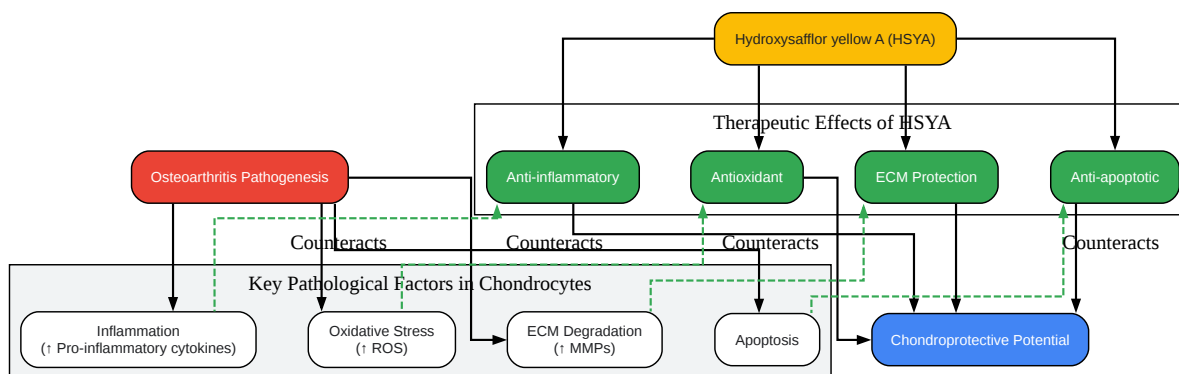 Hydroxysafflor yellow A (HSYA)
Therapeutic Effects of HSYA
Osteoarthritis Pathogenesis
Anti-inflammatory
Antioxidant
ECM Protection
Anti-apoptotic
Counteracts
Counteracts
Counteracts
Counteracts
Key Pathological Factors in Chondrocytes
Inflammation
(↑ Pro-inflammatory cytokines)
Oxidative Stress
(↑ ROS)
ECM Degradation
(↑ MMPs)
Apoptosis
Chondroprotective Potential